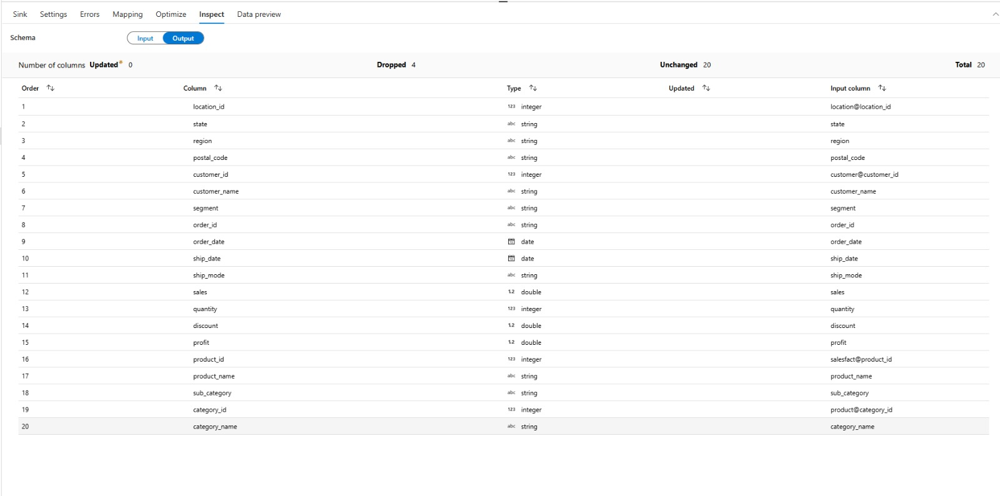 Sink Settings Errors Mapping Optimize Inspect Data preview
Schema Input Output
Number of columns Updated* 0 Dropped 4 Unchanged 20 Total 20
Order Column Type Updated Input column
1 location_id 123 integer location@location_id
2 state abc string state
3 region abc string region
4 postal_code abc string postal_code
5 customer_id 123 integer customer@customer_id
6 customer_name abc string customer_name
7 segment abc string segment
8 order_id abc string order_id
9 order_date date order_date
10 ship_date date ship_date
11 ship_mode abc string ship_mode
12 sales 1.2 double sales
13 quantity 123 integer quantity
14 discount 1.2 double discount
15 profit 1.2 double profit
16 product_id 123 integer salesfact@product_id
17 product_name abc string product_name
18 sub_category abc string sub_category
19 category_id 123 integer product@category_id
20 category_name abc string category_name